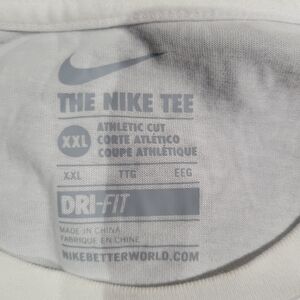 THE NIKE TEE
XXL
ATHLETIC CUT
CORTE ATLÉTICO
COUPE ATHLÉTIQUE
XXL TTG EEG
DRI-FIT
MADE IN CHINA
FABRIQUÉ EN CHINE
NIKEBETTERWORLD.COM